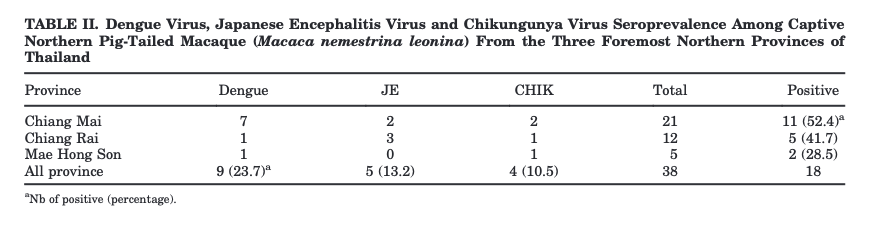 TABLE II. Dengue Virus, Japanese Encephalitis Virus and Chikungunya Virus Seroprevalence Among Captive
Northern Pig-Tailed Macaque (Macaca nemestrina leonina) From the Three Foremost Northern Provinces of
Thailand
Province Dengue JE CHIK Total Positive
Chiang Mai 7 2 2 21 11 (52.4)a
Chiang Rai 1 3 1 12 5 (41.7)
Mae Hong Son 1 0 1 5 2 (28.5)
All province 9 (23.7)a 5 (13.2) 4 (10.5) 38 18
aNb of positive (percentage).